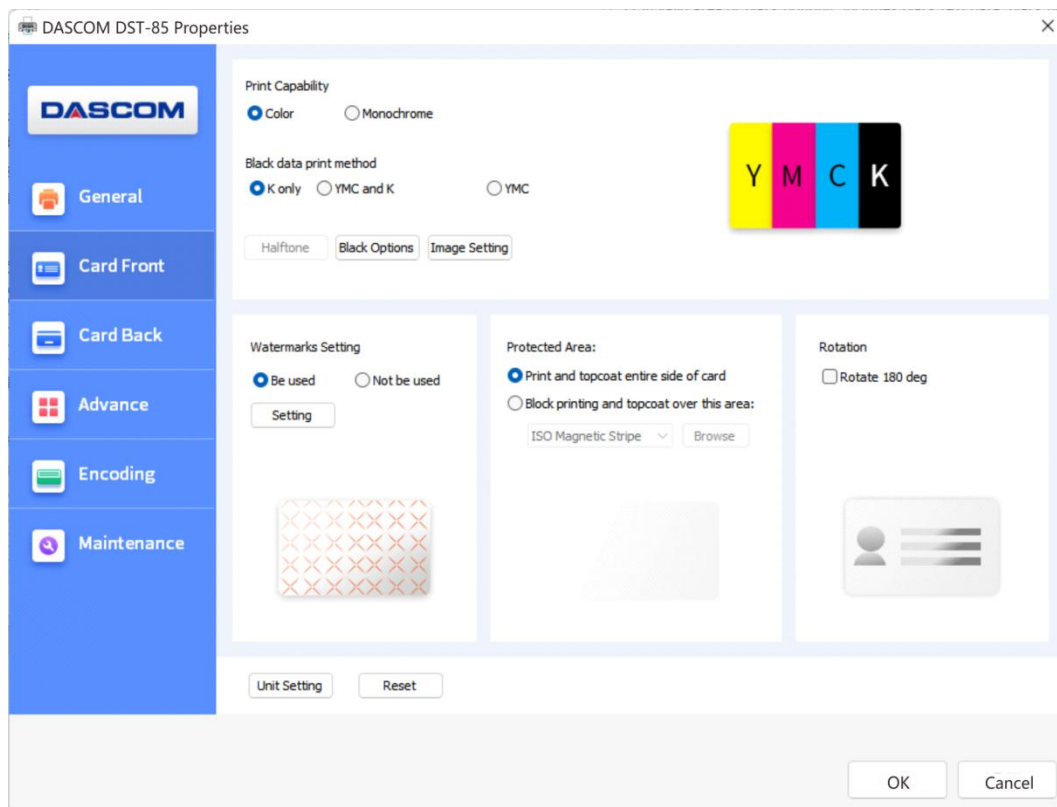 DASCOM DST-85 Properties
DASCOM
General
Card Front
Card Back
Advance
Encoding
Maintenance
Print Capability
Color Monochrome
Black data print method
K only YMC and K YMC
Halftone Black Options Image Setting
Y M C K
Watermarks Setting
Be used Not be used
Setting
Protected Area:
Print and topcoat entire side of card
Block printing and topcoat over this area:
ISO Magnetic Stripe Browse
Rotation
Rotate 180 deg
Unit Setting Reset
OK Cancel